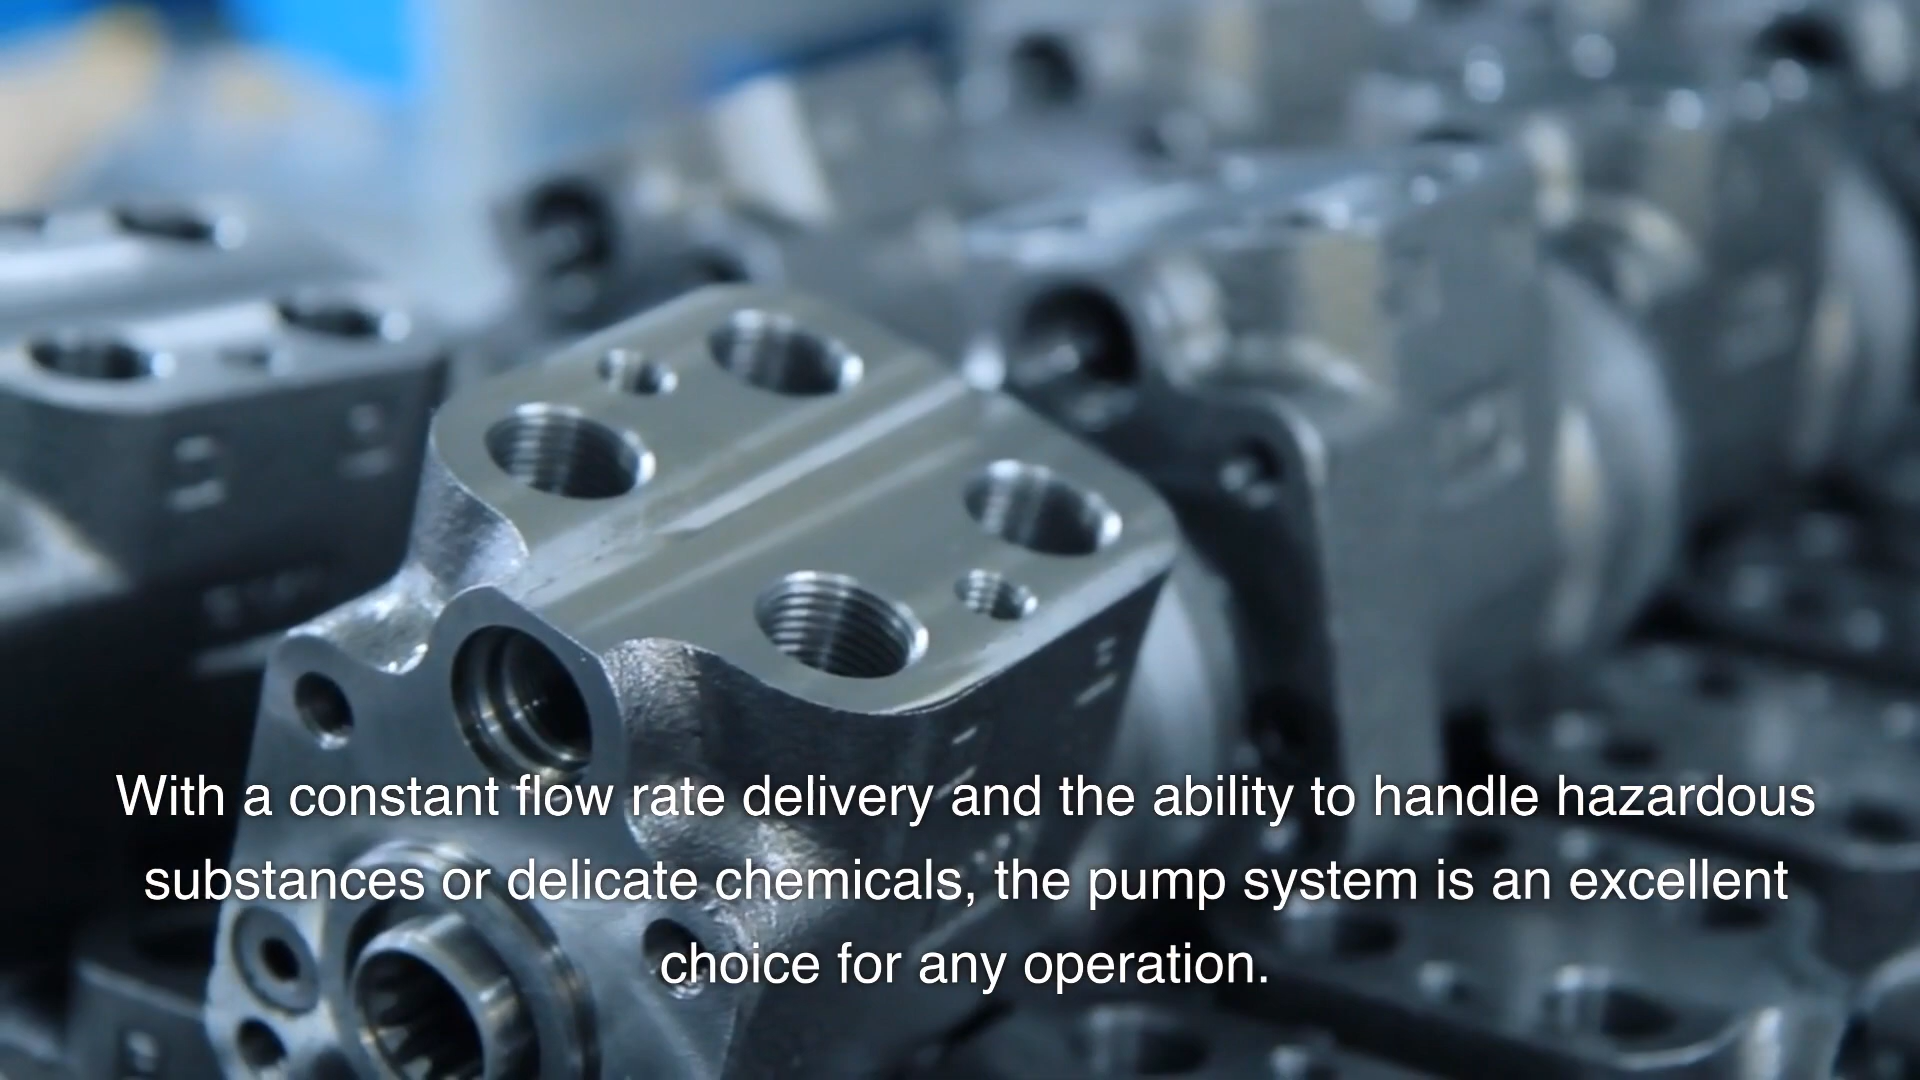 With a constant flow rate delivery and the ability to handle hazardous
substances or delicate chemicals, the pump system is an excellent
choice for any operation.